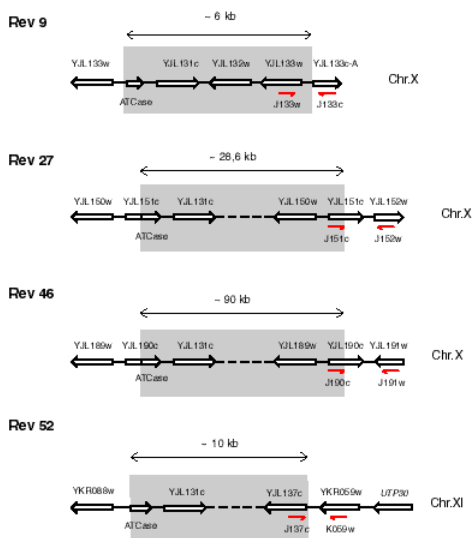 ~ 6 kb
Rev 9
YJL133w YJL131c YJL132w YJL133w YJL133c-A
Chr.X
ATCase J133w J133c
~ 28,6 kb
Rev 27
YJL150w YJL151c YJL131c YJL150w YJL151c YJL152w
Chr.X
ATCase J151c J152w
Rev 46
~ 90 kb
YJL189w YJL190c YJL131c YJL189w YJL190c YJL191w
Chr.X
ATCase J190c J191w
Rev 52
~ 10 kb
YKR088w YJL131c YJL137c YKR059w UTP30
Chr.XI
ATCase J137c K059w